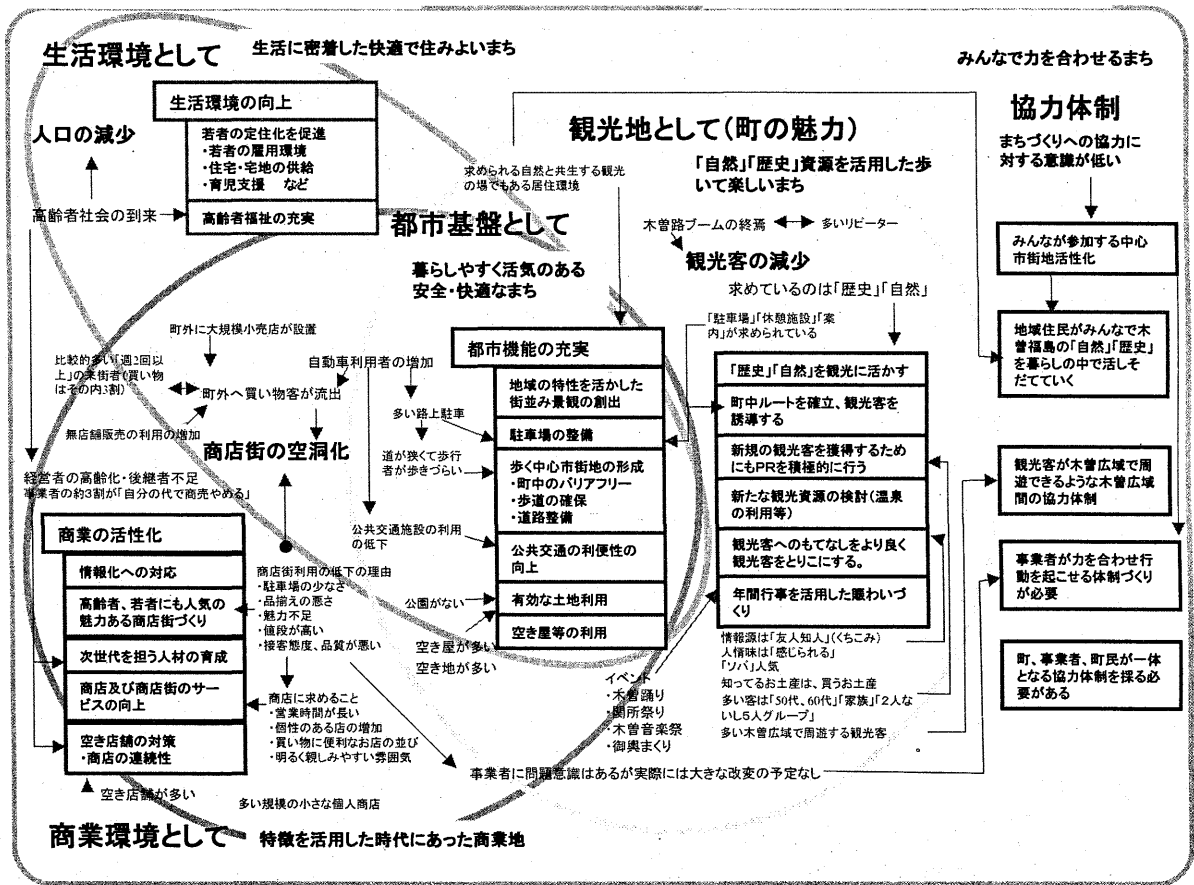 生活環境として
生活に密着した快適で住みよいまち
生活環境の向上
若者の定住化を促進
・若者の雇用環境
・住宅・宅地の供給
・育児支援 など
高齢者福祉の充実
人口の減少
高齢者社会の到来
都市基盤として
暮らしやすく活気のある
安全・快適なまち
町外に大規模小売店が設置
比較的多い「週2回以
上」の来街者(買い物
はその内3割)
町外へ買い物客が流出
無店舗販売の利用の増加
商店街の空洞化
自動車利用者の増加
多い路上駐車
道が狭くて歩行
者が歩きづらい
公共交通施設の利用
の低下
公園がない
空き屋が多い
空き地が多い
都市機能の充実
地域の特性を活かした
街並み景観の創出
駐車場の整備
歩く中心市街地の形成
・町中のバリアフリー
・歩道の確保
・道路整備
公共交通の利便性の
向上
有効な土地利用
空き屋等の利用
経営者の高齢化・後継者不足
事業者の約3割が「自分の代で商売やめる」
商業の活性化
情報化への対応
高齢者、若者にも人気の
魅力ある商店街づくり
次世代を担う人材の育成
商店及び商店街のサー
ビスの向上
空き店舗の対策
・商店の連続性
空き店舗が多い
商店街利用の低下の理由
・駐車場の少なさ
・品揃えの悪さ
・魅力不足
・値段が高い
・接客態度、品質が悪い
商店に求めること
・営業時間が長い
・個性のある店の増加
・買い物に便利なお店の並び
・明るく親しみやすい雰囲気
多い規模の小さな個人商店
商業環境として
特徴を活用した時代にあった商業地
観光地として(町の魅力)
「自然」「歴史」資源を活用した歩
いて楽しいまち
求められる自然と共生する観光
の場でもある居住環境
木曽路ブームの終焉
多いリピーター
観光客の減少
求めているのは「歴史」「自然」
「駐車場」「休憩施設」「案
内」が求められている
「歴史」「自然」を観光に活かす
町中ルートを確立、観光客を
誘導する
新規の観光客を獲得するため
にもPRを積極的に行う
新たな観光資源の検討(温泉
の利用等)
観光客へのもてなしをより良く
観光客をとりこにする。
年間行事を活用した賑わいづ
くり
情報源は「友人知人」(くちこみ)
人情味は「感じられる」
「ソバ」人気
知ってるお土産は、買うお土産
多い客は「50代、60代」「家族」「2人な
いし5人グループ」
多い木曽広域で周遊する観光客
イベント
・木曽踊り
・関所祭り
・木曽音楽祭
・御輿まくり
事業者に問題意識はあるが実際には大きな改変の予定なし
みんなで力を合わせるまち
協力体制
まちづくりへの協力に
対する意識が低い
みんなが参加する中心
市街地活性化
地域住民がみんなで木
曽福島の「自然」「歴史」
を暮らしの中で活しそ
だてていく
観光客が木曽広域で周
遊できるような木曽広域
間の協力体制
事業者が力を合わせ行
動を起こせる体制づくり
が必要
町、事業者、町民が一体
となる協力体制を採る必
要がある